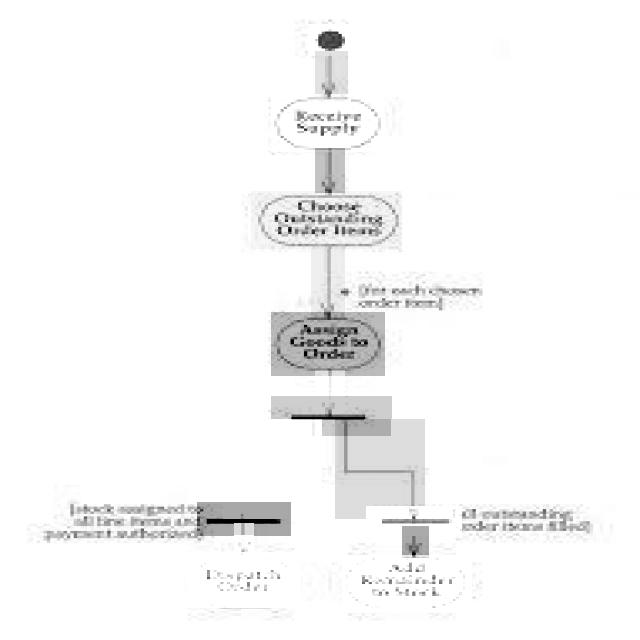 Receive
Supply
Choose
Outstanding
Order Items
* [for each chosen
order item]
Assign
Goods to
Order
[stock assigned to
all line items and
payment authorized]
[all outstanding
order items filled]
Dispatch
Order
Add
Remainder
to Stock